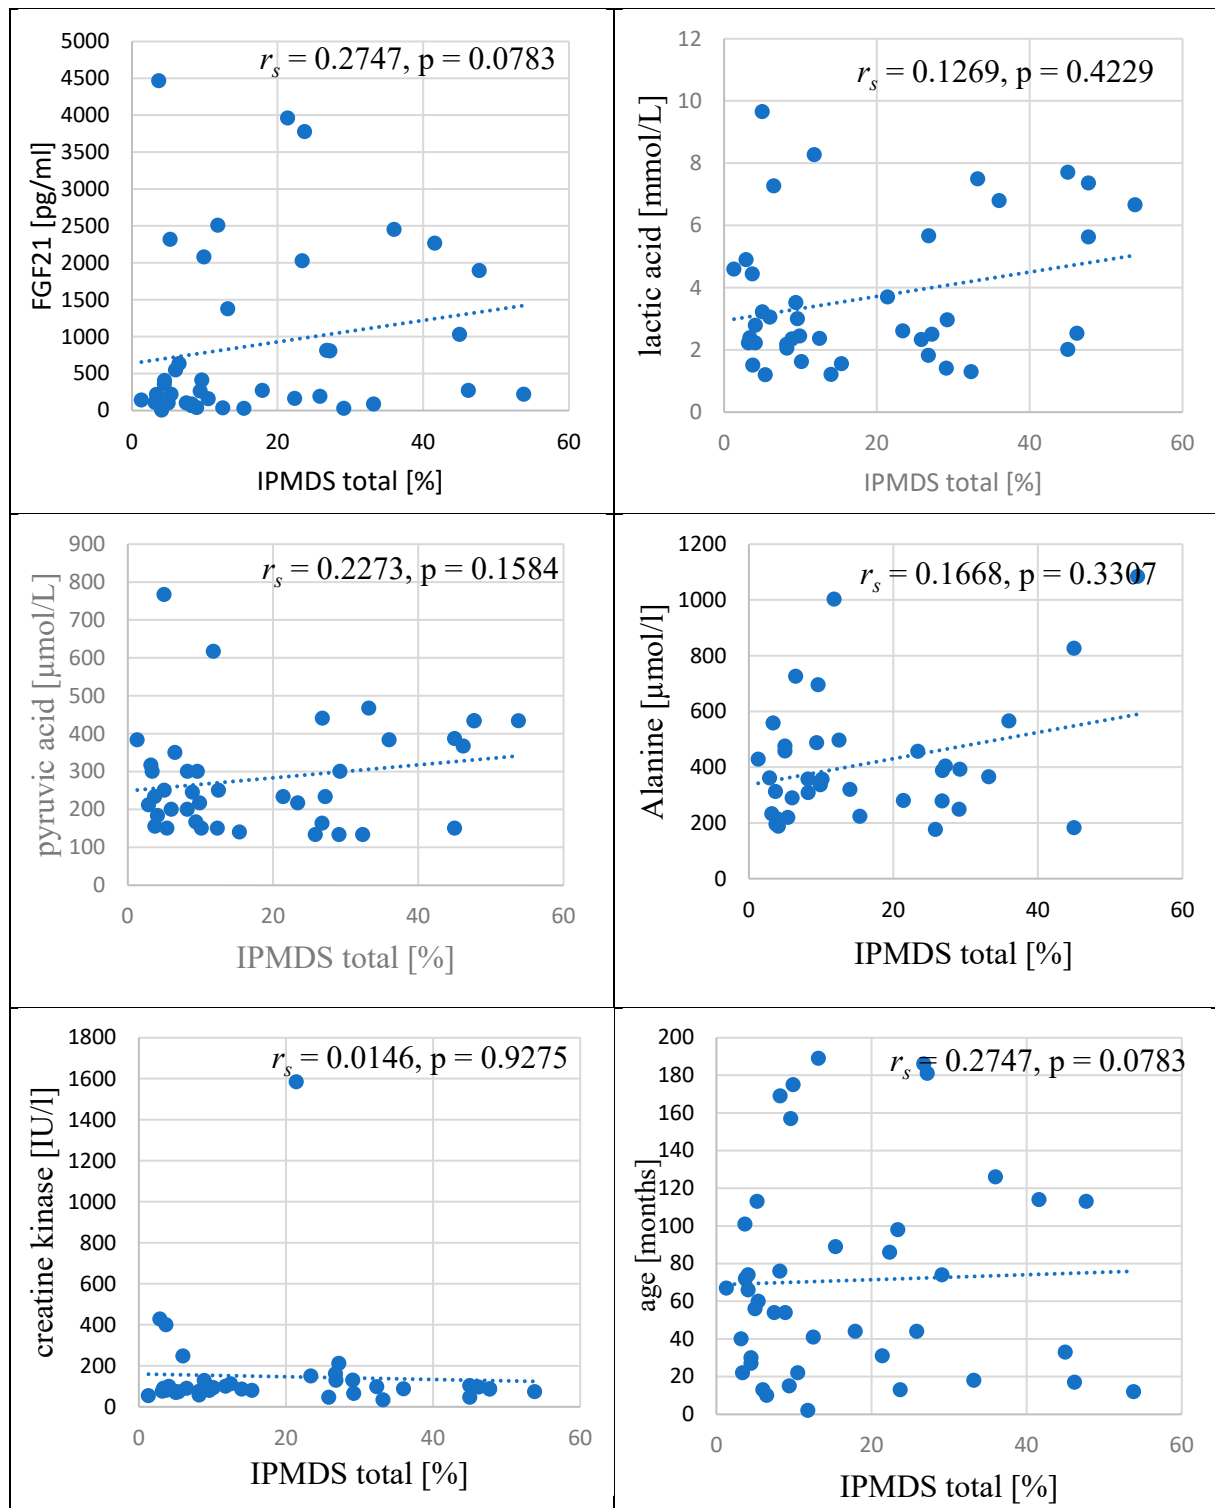 5000
4500
4000
3500
3000
2500
2000
1500
1000
500
0
FGF21 [pg/ml]
rs = 0.2747, p = 0.0783
0 20 40 60
IPMDS total [%]
12
10
8
6
4
2
0
lactic acid [mmol/L]
rs = 0.1269, p = 0.4229
0 20 40 60
IPMDS total [%]
900
800
700
600
500
400
300
200
100
0
pyruvic acid [µmol/L]
rs = 0.2273, p = 0.1584
0 20 40 60
IPMDS total [%]
1200
1000
800
600
400
200
0
Alanine [µmol/l]
rs = 0.1668, p = 0.3307
0 20 40 60
IPMDS total [%]
1800
1600
1400
1200
1000
800
600
400
200
0
creatine kinase [IU/l]
rs = 0.0146, p = 0.9275
0 20 40 60
IPMDS total [%]
200
180
160
140
120
100
80
60
40
20
0
age [months]
rs = 0.2747, p = 0.0783
0 20 40 60
IPMDS total [%]